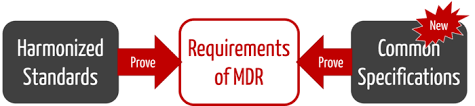 Harmonized
Standards
Prove
Requirements
of MDR
Prove
New
Common
Specifications